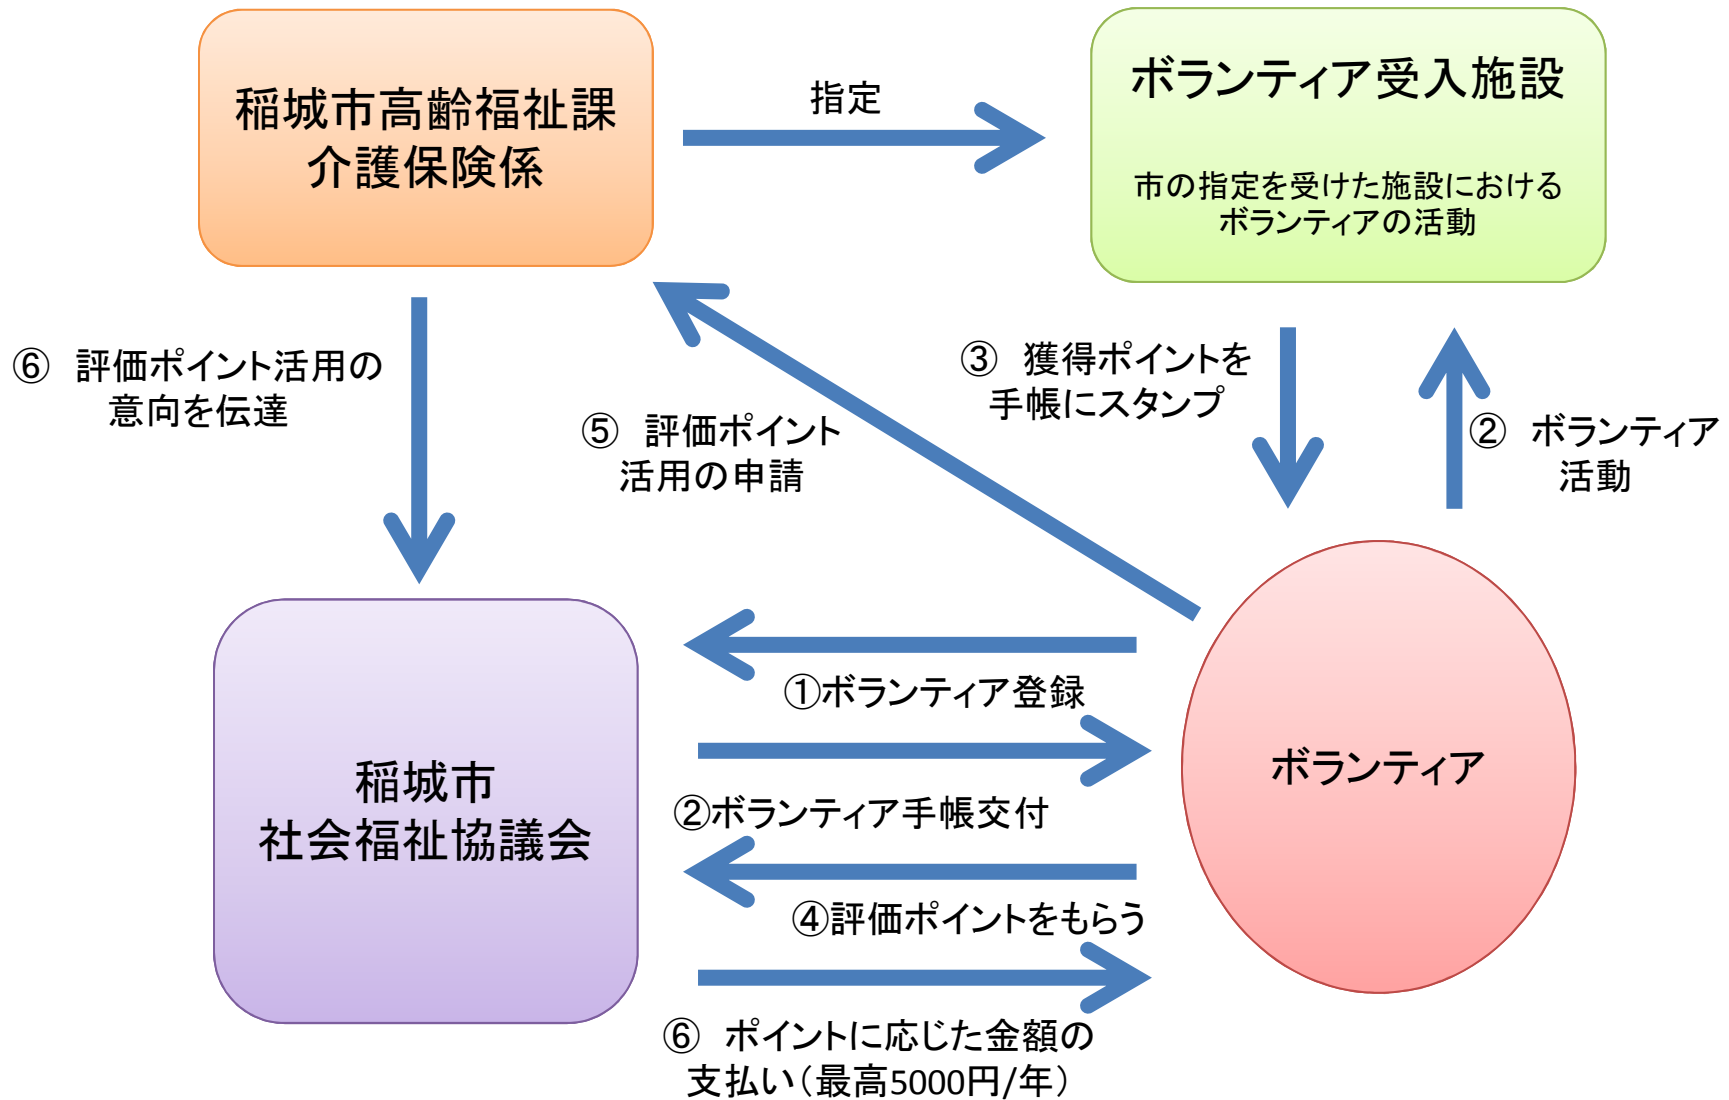 稲城市高齢福祉課
介護保険係
指定
ボランティア受入施設
市の指定を受けた施設における
ボランティアの活動
⑥　評価ポイント活用の
意向を伝達
⑤　評価ポイント
活用の申請
③　獲得ポイントを
手帳にスタンプ
②　ボランティア
活動
稲城市
社会福祉協議会
①ボランティア登録
②ボランティア手帳交付
④評価ポイントをもらう
⑥　ポイントに応じた金額の
支払い（最高5000円/年）
ボランティア